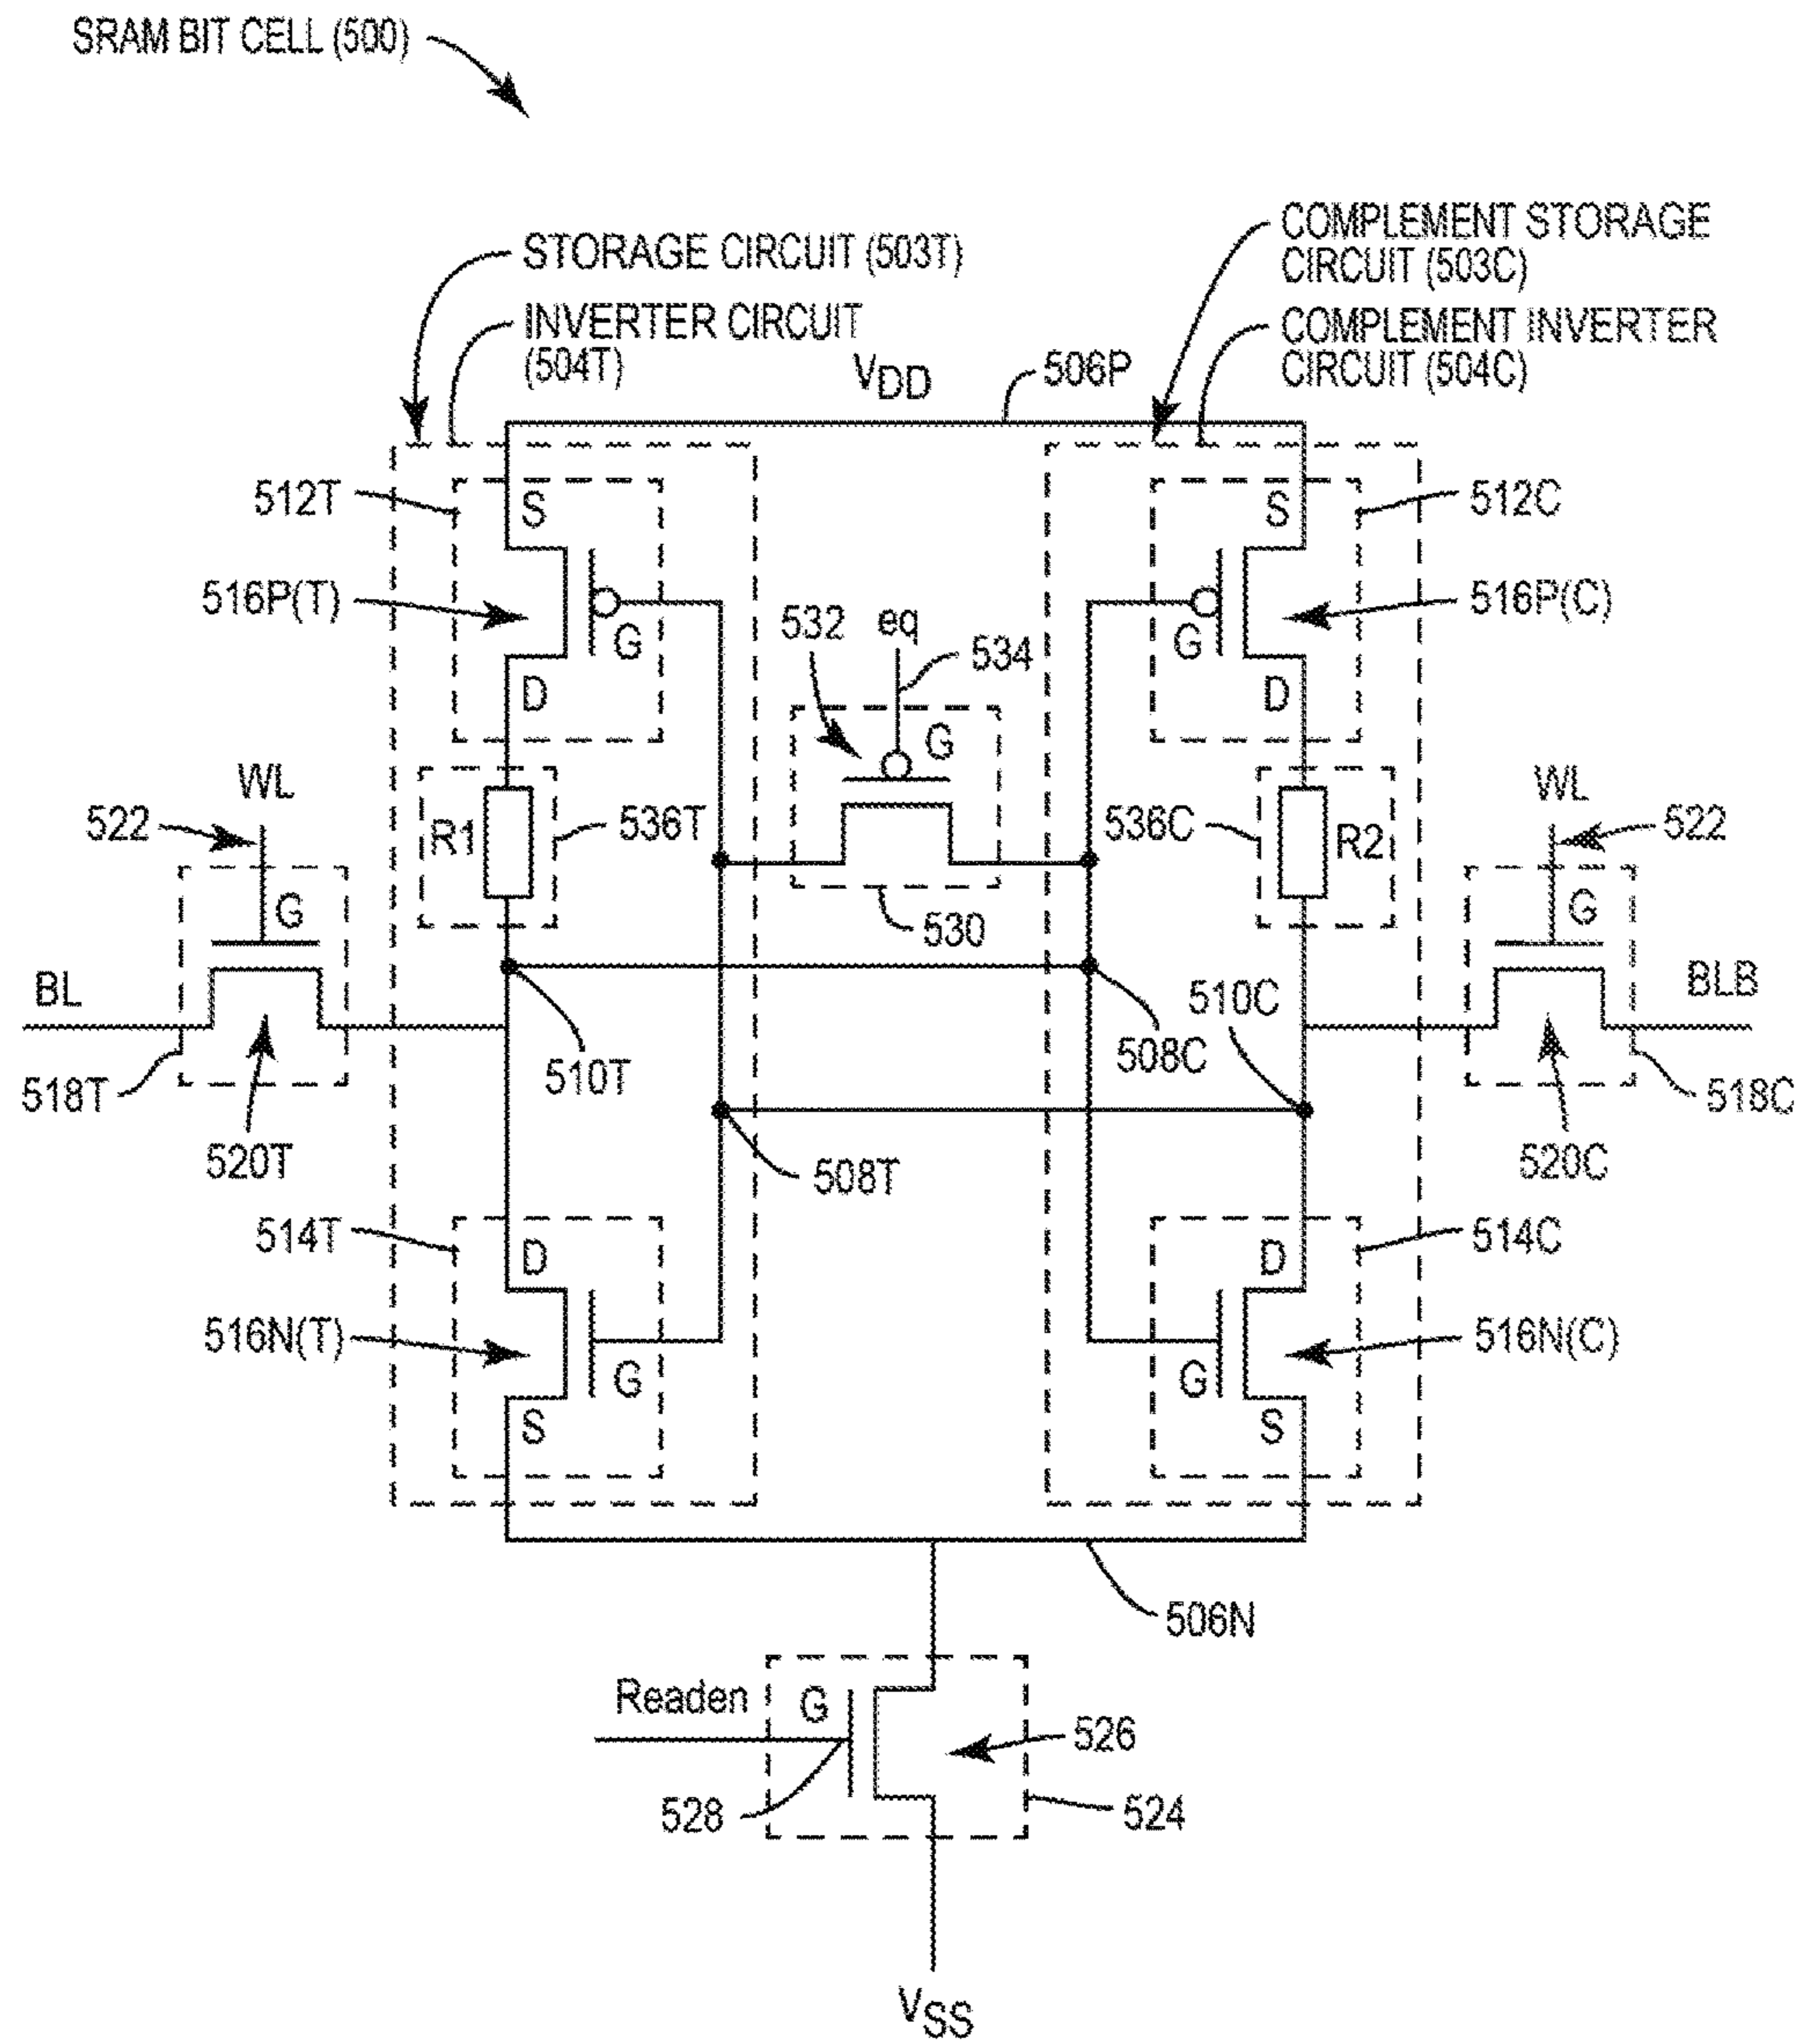 SRAM BIT CELL (500)
COMPLEMENT STORAGE
CIRCUIT (503C)
STORAGE CIRCUIT (503T)
INVERTER CIRCUIT
(504T)
COMPLEMENT INVERTER
CIRCUIT (504C)
VDD
506P
512T
S
S
512C
516P(T)
G
532
eq
534
G
516P(C)
D
D
G
WL
522
R1
536T
536C
R2
WL
522
G
530
G
BL
510C
BLB
510T
508C
518T
518C
520T
508T
520C
514T
D
D
514C
516N(T)
G
G
516N(C)
S
S
506N
Readen
G
526
528
524
VSS